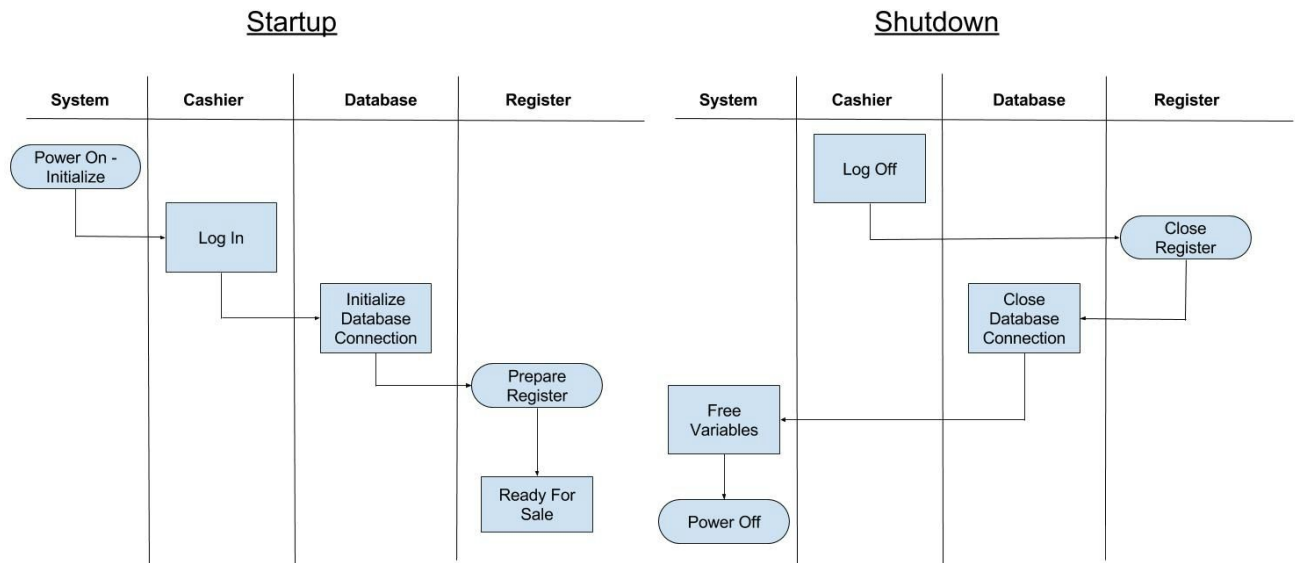 Startup
System
Cashier
Database
Register
Power On -
Initialize
Log In
Initialize
Database
Connection
Prepare
Register
Ready For
Sale
Shutdown
System
Cashier
Database
Register
Log Off
Close
Register
Close
Database
Connection
Free
Variables
Power Off